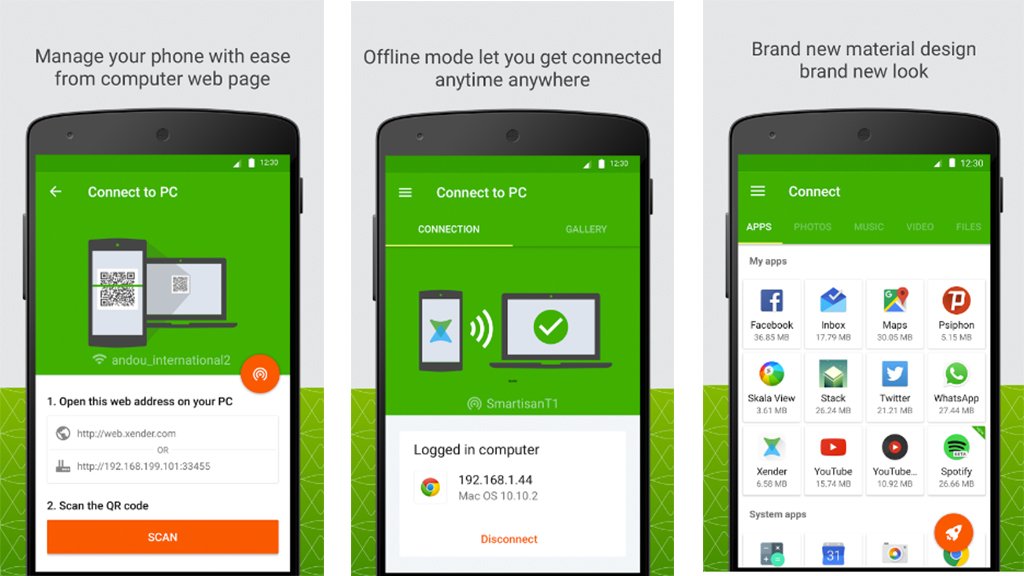 Manage your phone with ease
from computer web page
12:30
Connect to PC
andou_international2
1. Open this web address on your PC
http://web.xender.com
OR
http://192.168.199.101:33455
2. Scan the QR code
SCAN
Offline mode let you get connected
anytime anywhere
12:30
Connect to PC
CONNECTION GALLERY
SmartisanT1
Logged in computer
192.168.1.44
Mac OS 10.10.2
Disconnect
Brand new material design
brand new look
12:30
Connect
APPS PHOTOS MUSIC VIDEO FILES
My apps
Facebook Inbox Maps Psiphon
36.85 MB 17.79 MB 30.05 MB 5.15 MB
Skala View Stack Twitter WhatsApp
3.61 MB 26.24 MB 21.21 MB 27.44 MB
Xender YouTube YouTube... Spotify
6.58 MB 15.74 MB 10.92 MB 26.66 MB
System apps
31